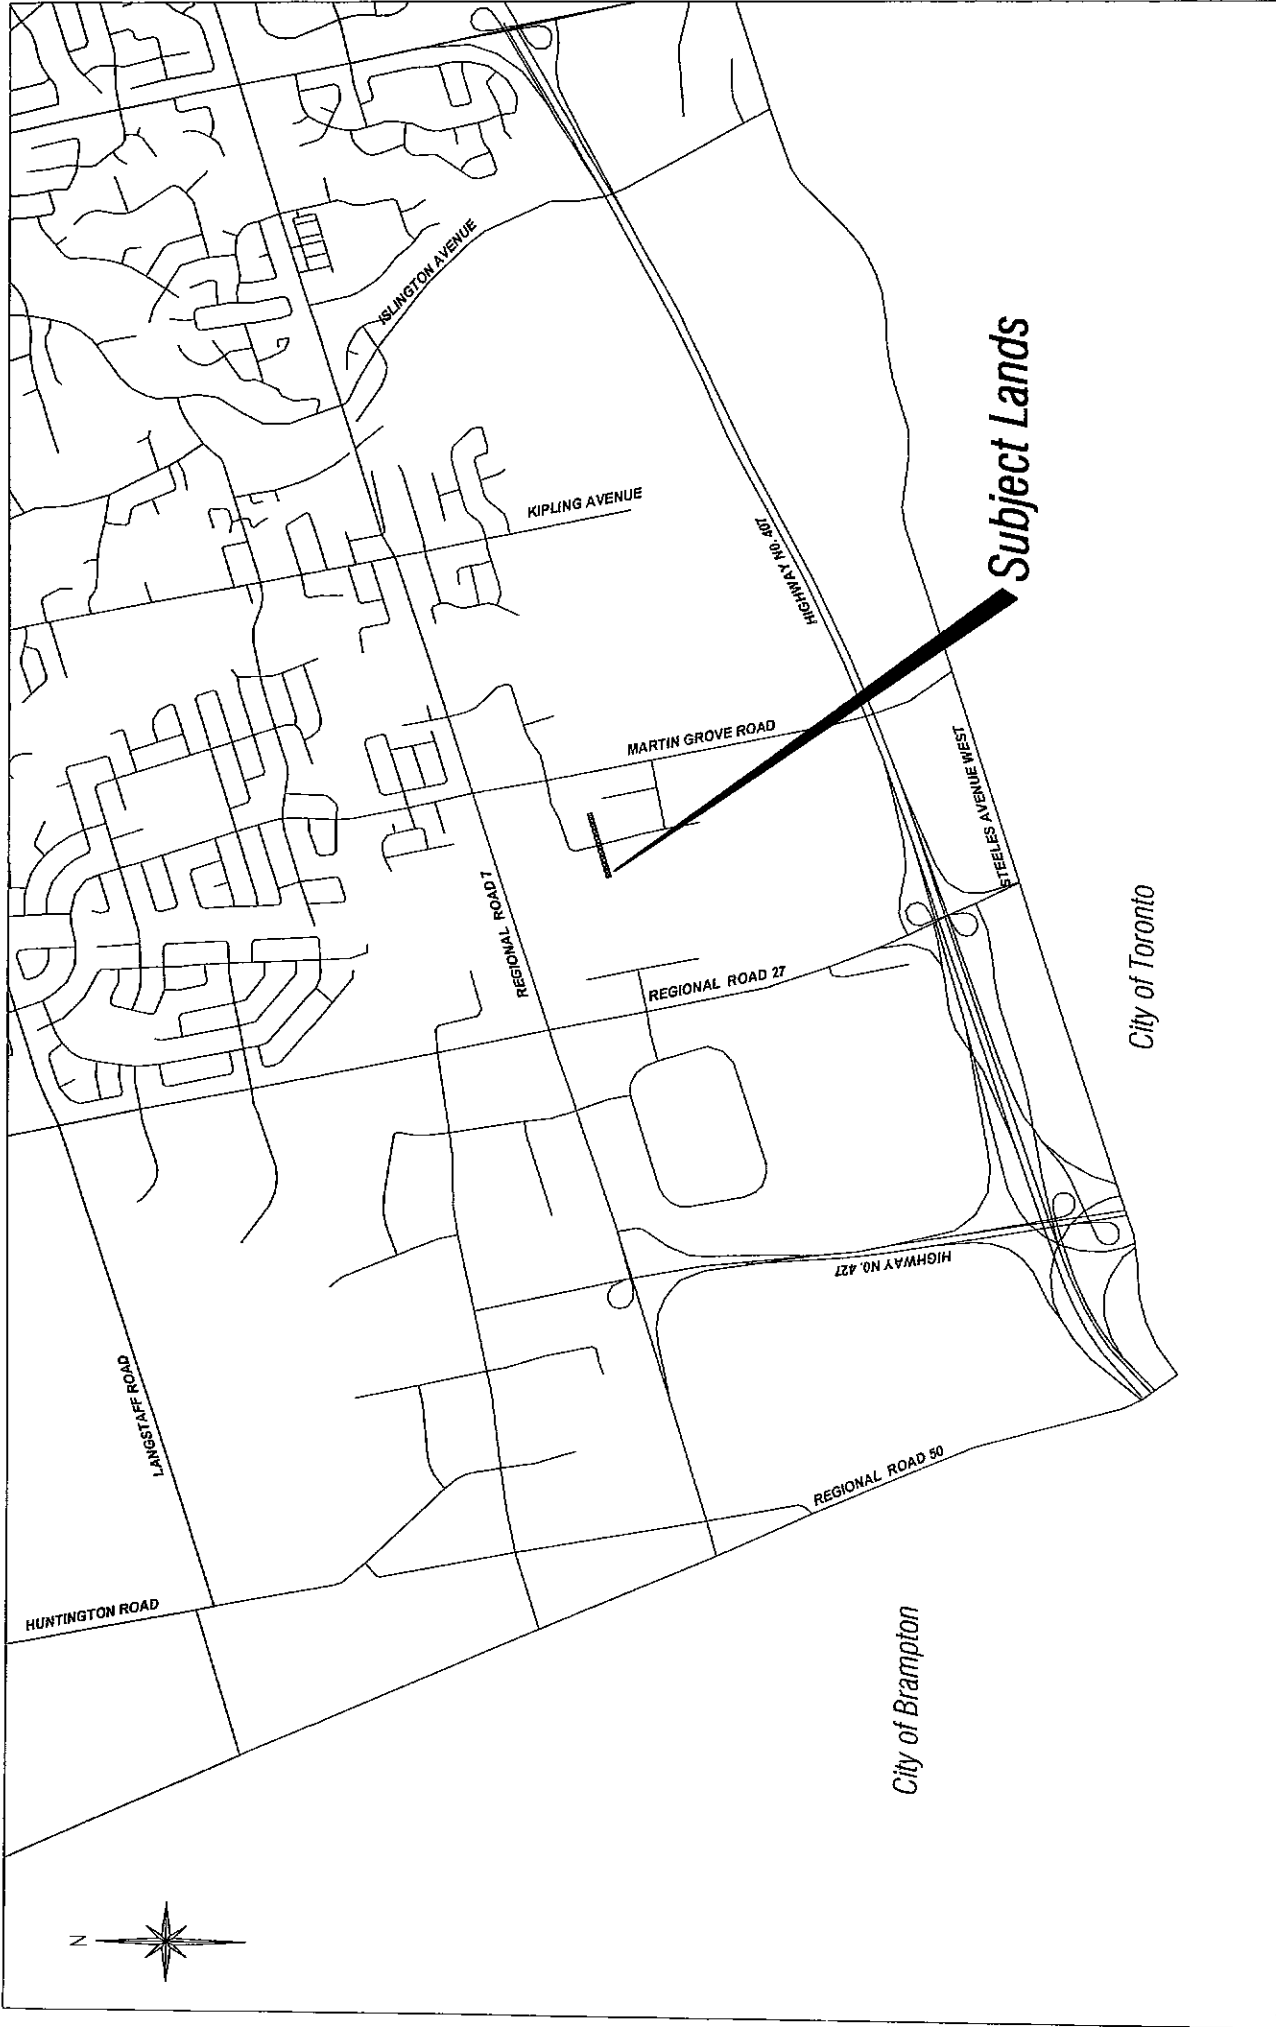 ISLINGTON AVENUE
KIPLING AVENUE
HIGHWAY NO. 407
Subject Lands
MARTIN GROVE ROAD
STEELES AVENUE WEST
REGIONAL ROAD 7
REGIONAL ROAD 27
City of Toronto
HIGHWAY NO. 427
LANGSTAFF ROAD
REGIONAL ROAD 50
HUNTINGTON ROAD
City of Brampton
N